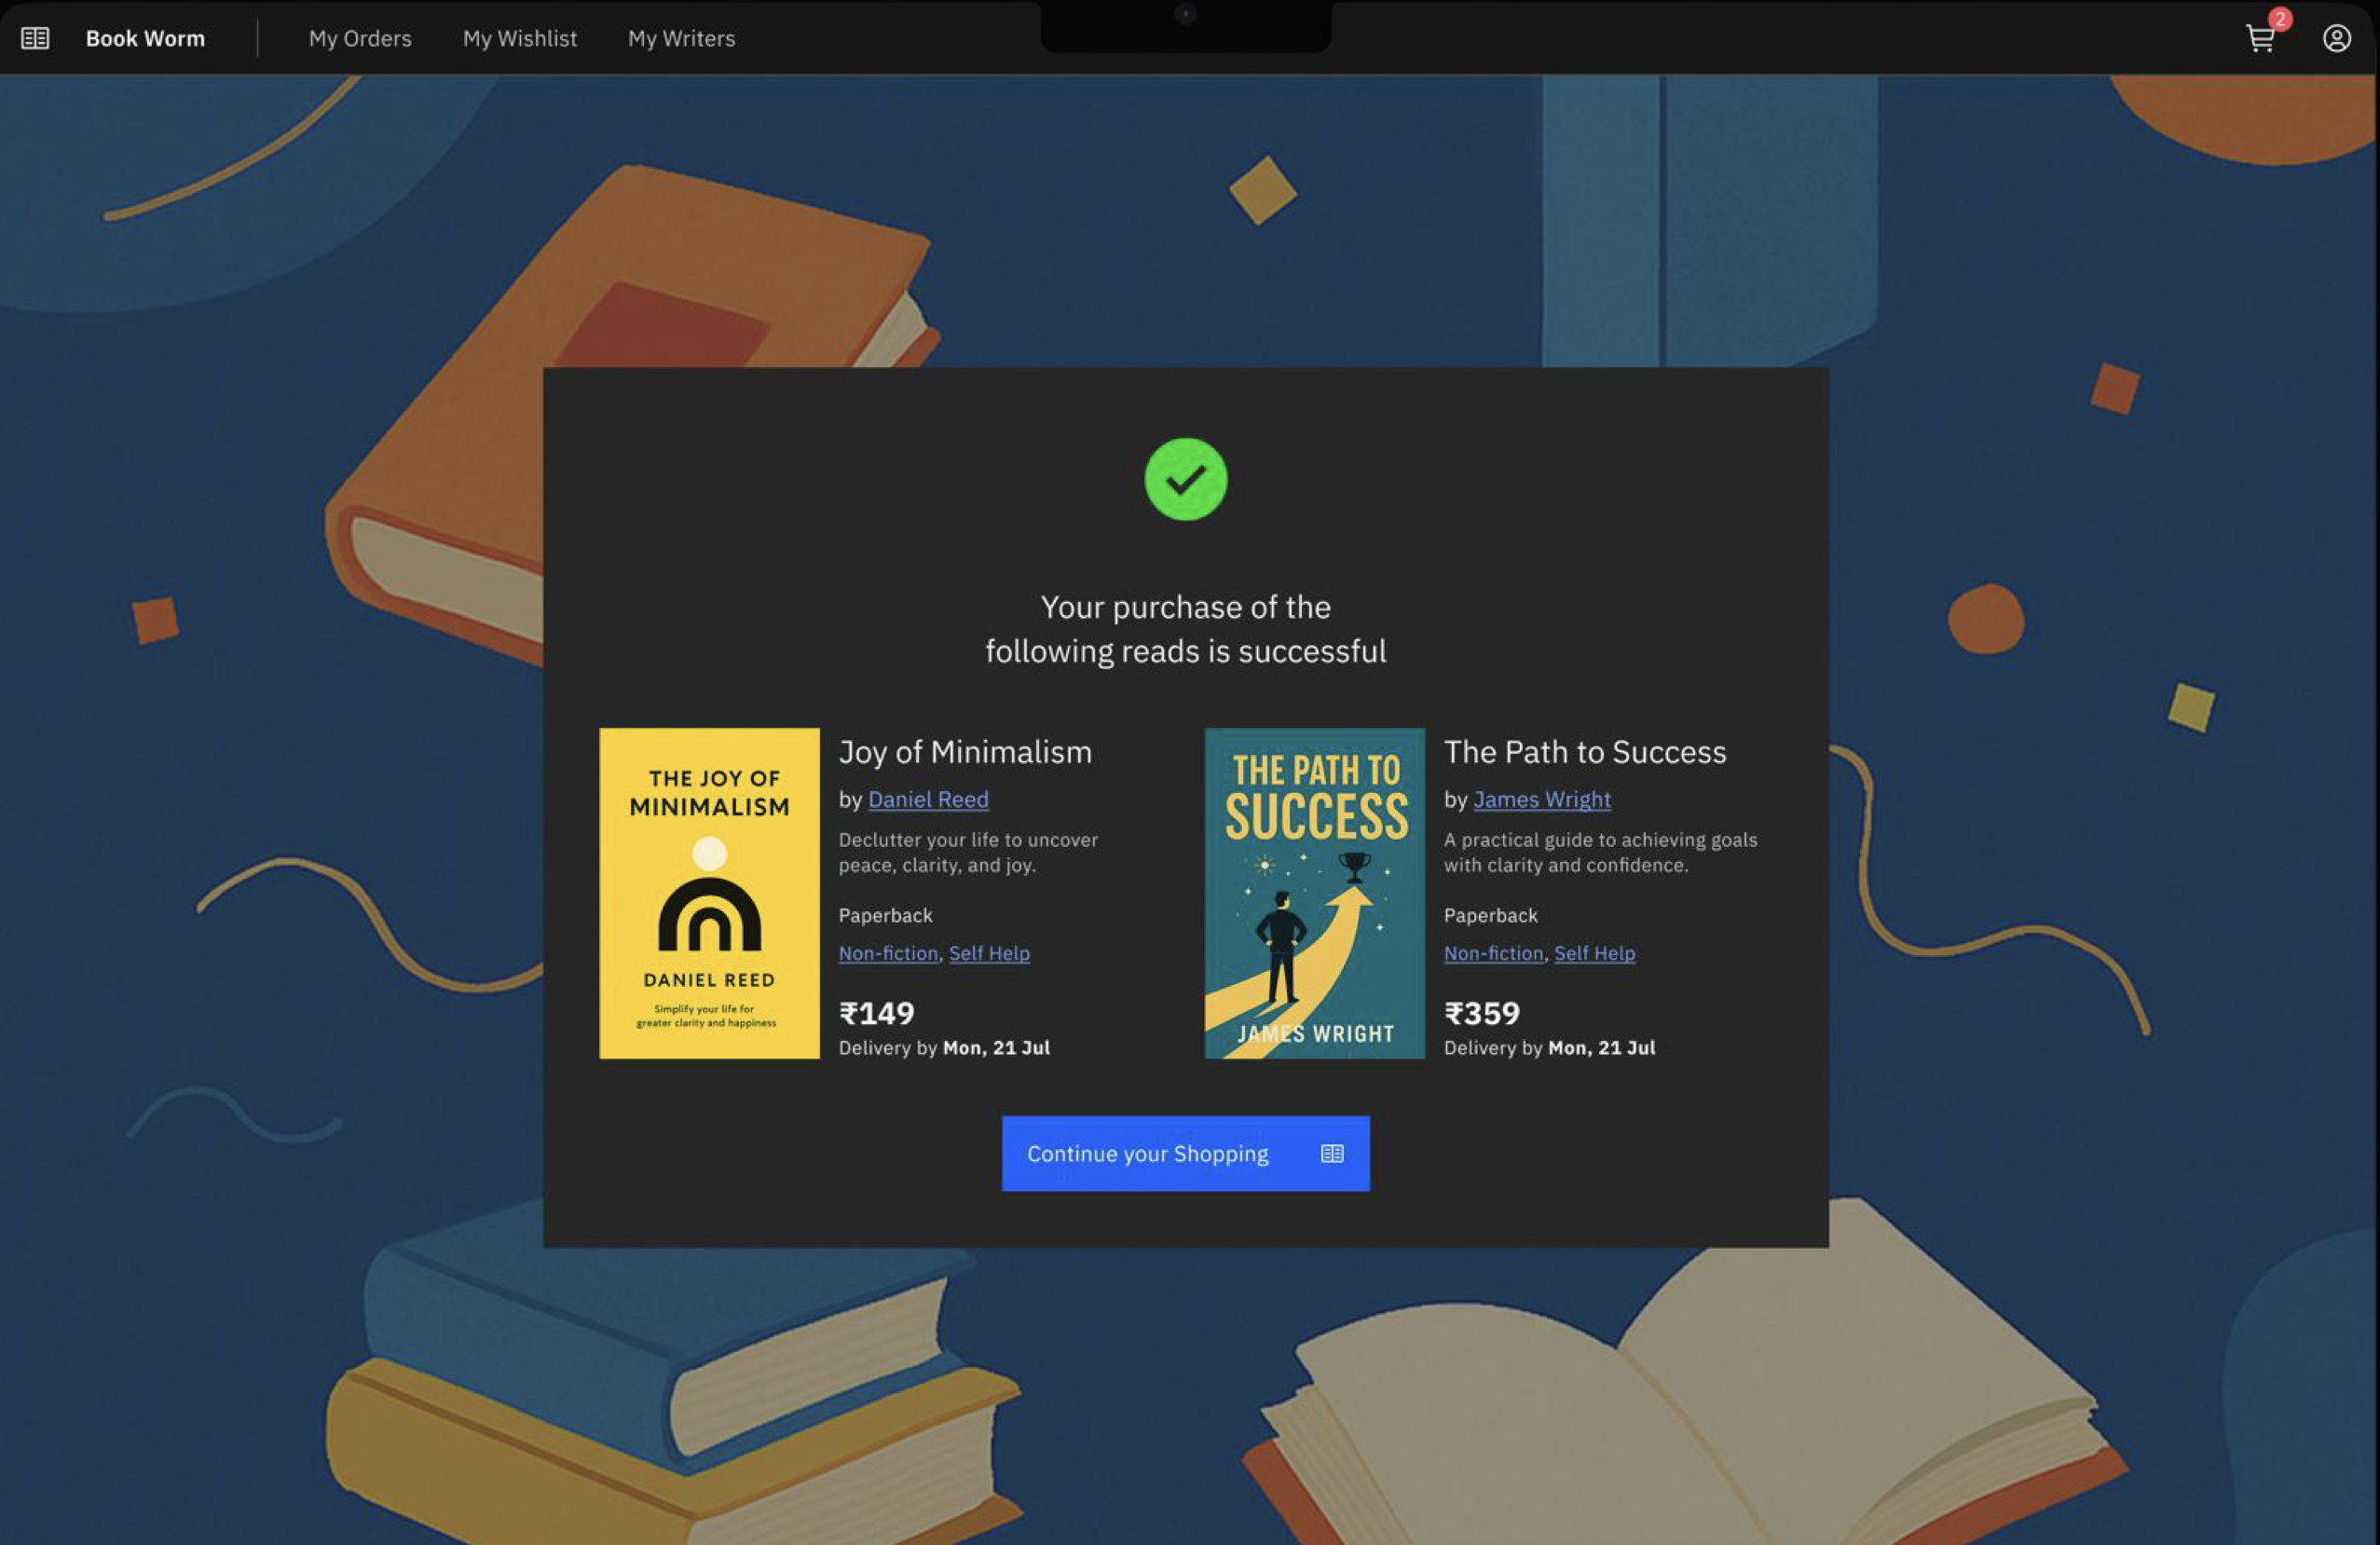 Book Worm
My Orders
My Wishlist
My Writers
2
Your purchase of the
following reads is successful
THE JOY OF
MINIMALISM
DANIEL REED
Simplify your life for
greater clarity and happiness
Joy of Minimalism
by Daniel Reed
Declutter your life to uncover
peace, clarity, and joy.
Paperback
Non-fiction, Self Help
₹149
Delivery by Mon, 21 Jul
THE PATH TO
SUCCESS
JAMES WRIGHT
The Path to Success
by James Wright
A practical guide to achieving goals
with clarity and confidence.
Paperback
Non-fiction, Self Help
₹359
Delivery by Mon, 21 Jul
Continue your Shopping